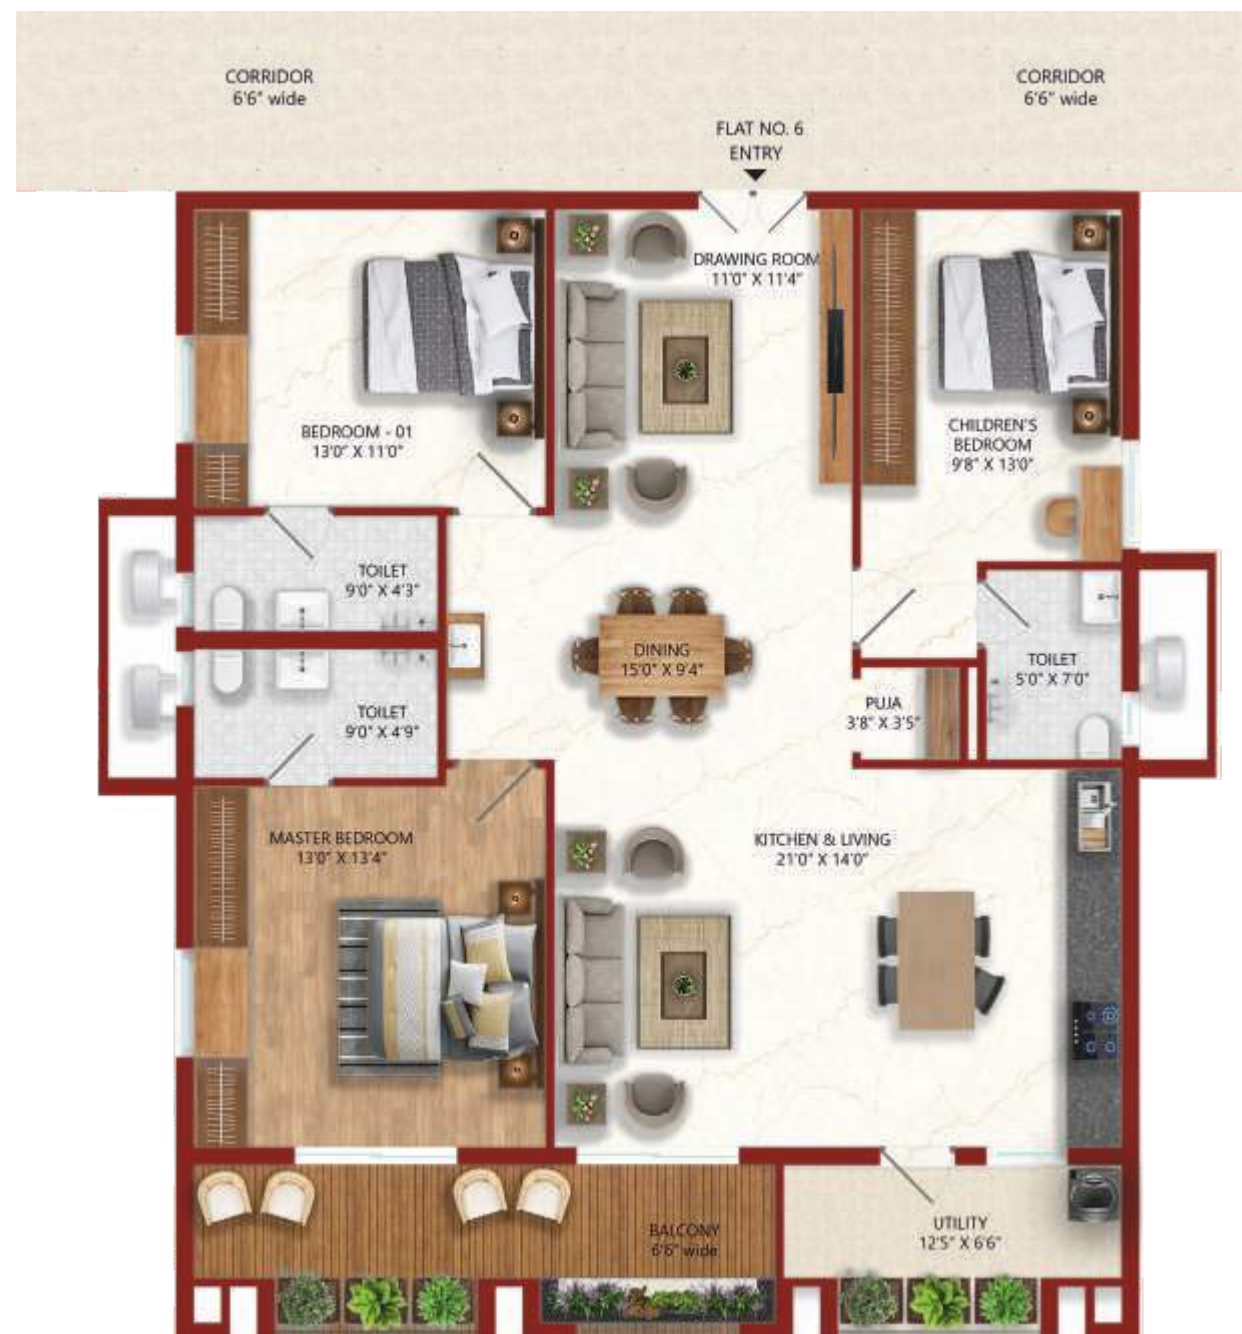 CORRIDOR
6'6" wide
CORRIDOR
6'6" wide
FLAT NO. 6
ENTRY
DRAWING ROOM
11'0" X 11'4"
BEDROOM - 01
13'0" X 11'0"
CHILDREN'S
BEDROOM
9'8" X 13'0"
TOILET
9'0" X 4'3"
DINING
15'0" X 9'4"
TOILET
5'0" X 7'0"
TOILET
9'0" X 4'9"
PUJA
3'8" X 3'5"
MASTER BEDROOM
13'0" X 13'4"
KITCHEN & LIVING
21'0" X 14'0"
BALCONY
6'6" wide
UTILITY
12'5" X 6'6"